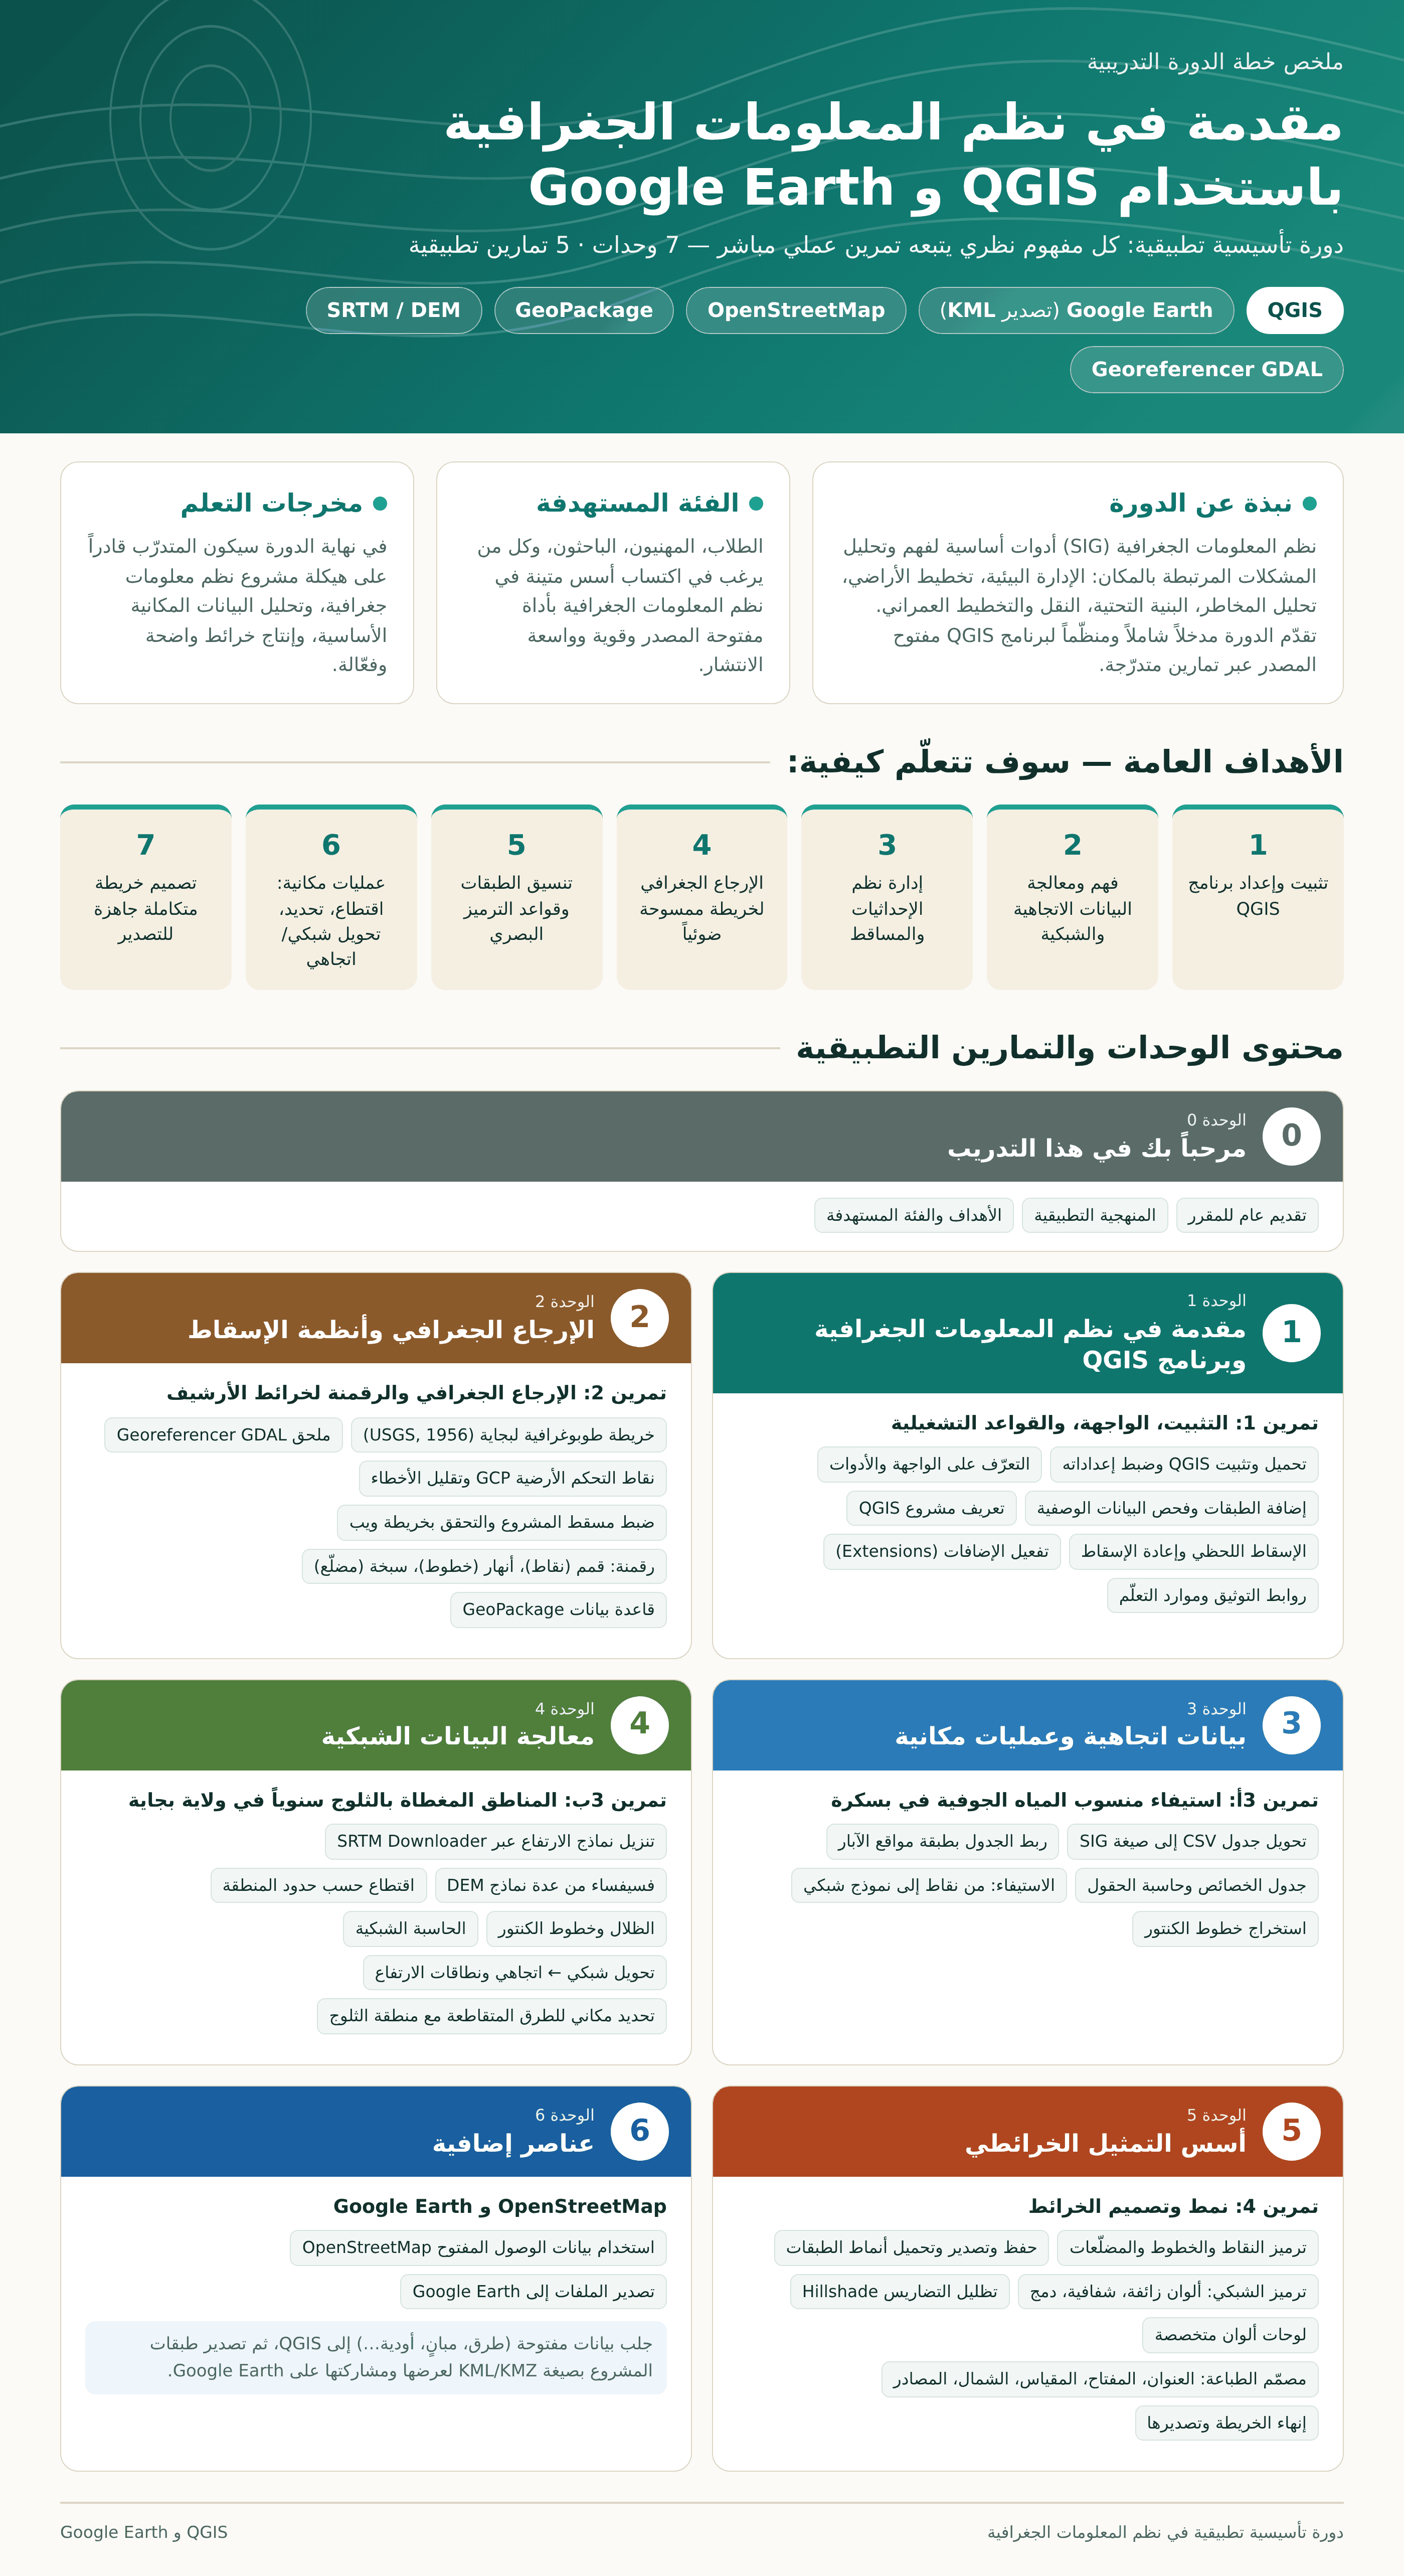 ملخص خطة الدورة التدريبية
مقدمة في نظم المعلومات الجغرافية
باستخدام QGIS و Google Earth
دورة تأسيسية تطبيقية: كل مفهوم نظري يتبعه تمرين عملي مباشر — 7 وحدات · 5 تمارين تطبيقية
QGIS
Google Earth (تصدير KML)
OpenStreetMap
GeoPackage
SRTM / DEM
Georeferencer GDAL
نبذة عن الدورة
نظم المعلومات الجغرافية (SIG) أدوات أساسية لفهم وتحليل
المشكلات المرتبطة بالمكان: الإدارة البيئية، تخطيط الأراضي،
تحليل المخاطر، البنية التحتية، النقل والتخطيط العمراني.
تقدّم الدورة مدخلاً شاملاً ومنظّماً لبرنامج QGIS مفتوح
المصدر عبر تمارين متدرّجة.
الفئة المستهدفة
الطلاب، المهنيون، الباحثون، وكل من
يرغب في اكتساب أسس متينة في
نظم المعلومات الجغرافية بأداة
مفتوحة المصدر وقوية وواسعة
الانتشار.
مخرجات التعلم
في نهاية الدورة سيكون المتدرّب قادراً
على هيكلة مشروع نظم معلومات
جغرافية، وتحليل البيانات المكانية
الأساسية، وإنتاج خرائط واضحة
وفعّالة.
الأهداف العامة — سوف تتعلّم كيفية:
1
تثبيت وإعداد برنامج
QGIS
2
فهم ومعالجة
البيانات الاتجاهية
والشبكية
3
إدارة نظم
الإحداثيات
والمساقط
4
الإرجاع الجغرافي
لخريطة ممسوحة
ضوئياً
5
تنسيق الطبقات
وقواعد الترميز
البصري
6
عمليات مكانية:
اقتطاع، تحديد،
تحويل شبكي/
اتجاهي
7
تصميم خريطة
متكاملة جاهزة
للتصدير
محتوى الوحدات والتمارين التطبيقية
0
الوحدة 0
مرحباً بك في هذا التدريب
تقديم عام للمقرر
المنهجية التطبيقية
الأهداف والفئة المستهدفة
1
الوحدة 1
مقدمة في نظم المعلومات الجغرافية
وبرنامج QGIS
تمرين 1: التثبيت، الواجهة، والقواعد التشغيلية
تحميل وتثبيت QGIS وضبط إعداداته
التعرّف على الواجهة والأدوات
إضافة الطبقات وفحص البيانات الوصفية
تعريف مشروع QGIS
الإسقاط اللحظي وإعادة الإسقاط
تفعيل الإضافات (Extensions)
روابط التوثيق وموارد التعلّم
2
الوحدة 2
الإرجاع الجغرافي وأنظمة الإسقاط
تمرين 2: الإرجاع الجغرافي والرقمنة لخرائط الأرشيف
خريطة طوبوغرافية لبجاية (USGS, 1956)
ملحق Georeferencer GDAL
نقاط التحكم الأرضية GCP وتقليل الأخطاء
ضبط مسقط المشروع والتحقق بخريطة ويب
رقمنة: قمم (نقاط)، أنهار (خطوط)، سبخة (مضلّع)
قاعدة بيانات GeoPackage
3
الوحدة 3
بيانات اتجاهية وعمليات مكانية
تمرين 3أ: استيفاء منسوب المياه الجوفية في بسكرة
تحويل جدول CSV إلى صيغة SIG
ربط الجدول بطبقة مواقع الآبار
جدول الخصائص وحاسبة الحقول
الاستيفاء: من نقاط إلى نموذج شبكي
استخراج خطوط الكنتور
4
الوحدة 4
معالجة البيانات الشبكية
تمرين 3ب: المناطق المغطاة بالثلوج سنوياً في ولاية بجاية
تنزيل نماذج الارتفاع عبر SRTM Downloader
فسيفساء من عدة نماذج DEM
اقتطاع حسب حدود المنطقة
الظلال وخطوط الكنتور
الحاسبة الشبكية
تحويل شبكي ← اتجاهي ونطاقات الارتفاع
تحديد مكاني للطرق المتقاطعة مع منطقة الثلوج
5
الوحدة 5
أسس التمثيل الخرائطي
تمرين 4: نمط وتصميم الخرائط
ترميز النقاط والخطوط والمضلّعات
حفظ وتصدير وتحميل أنماط الطبقات
ترميز الشبكي: ألوان زائفة، شفافية، دمج
تظليل التضاريس Hillshade
لوحات ألوان متخصصة
مصمّم الطباعة: العنوان، المفتاح، المقياس، الشمال، المصادر
إنهاء الخريطة وتصديرها
6
الوحدة 6
عناصر إضافية
OpenStreetMap و Google Earth
استخدام بيانات الوصول المفتوح OpenStreetMap
تصدير الملفات إلى Google Earth
جلب بيانات مفتوحة (طرق، مبانٍ، أودية…) إلى QGIS، ثم تصدير طبقات
المشروع بصيغة KML/KMZ لعرضها ومشاركتها على Google Earth.
دورة تأسيسية تطبيقية في نظم المعلومات الجغرافية
QGIS و Google Earth